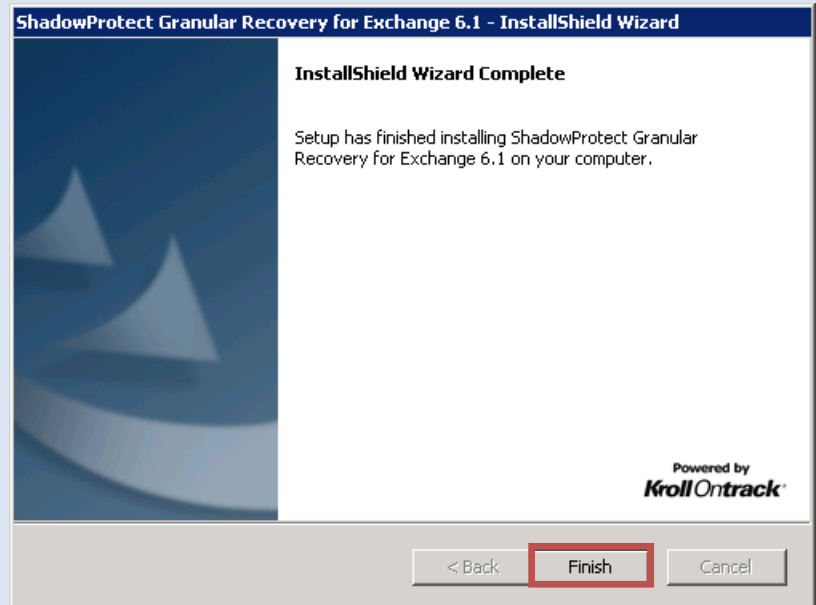 ShadowProtect Granular Recovery for Exchange 6.1 - InstallShield Wizard
InstallShield Wizard Complete
Setup has finished installing ShadowProtect Granular
Recovery for Exchange 6.1 on your computer.
Powered by
KrollOntrack
< Back
Finish
Cancel